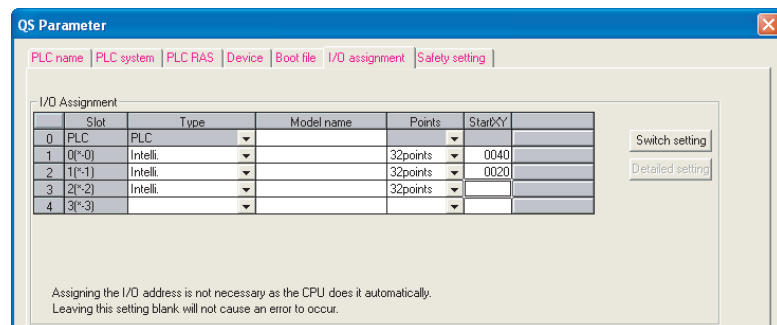 QS Parameter
PLC name PLC system PLC RAS Device Boot file I/O assignment Safety setting
I/O Assignment
Slot Type Model name Points StartXY
0 PLC PLC
1 0(*-0) Intelli. 32points 0040
2 1(*-1) Intelli. 32points 0020
3 2(*-2) Intelli. 32points
4 3(*-3)
Switch setting
Detailed setting
Assigning the I/O address is not necessary as the CPU does it automatically.
Leaving this setting blank will not cause an error to occur.